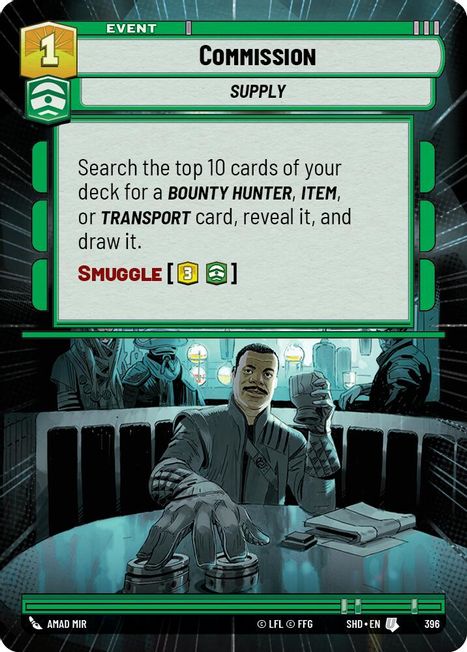 EVENT
1
COMMISSION
SUPPLY
Search the top 10 cards of your
deck for a BOUNTY HUNTER, ITEM,
or TRANSPORT card, reveal it, and
draw it.
SMUGGLE [3]
AMAD MIR
© LFL © FFG
SHD • EN
396